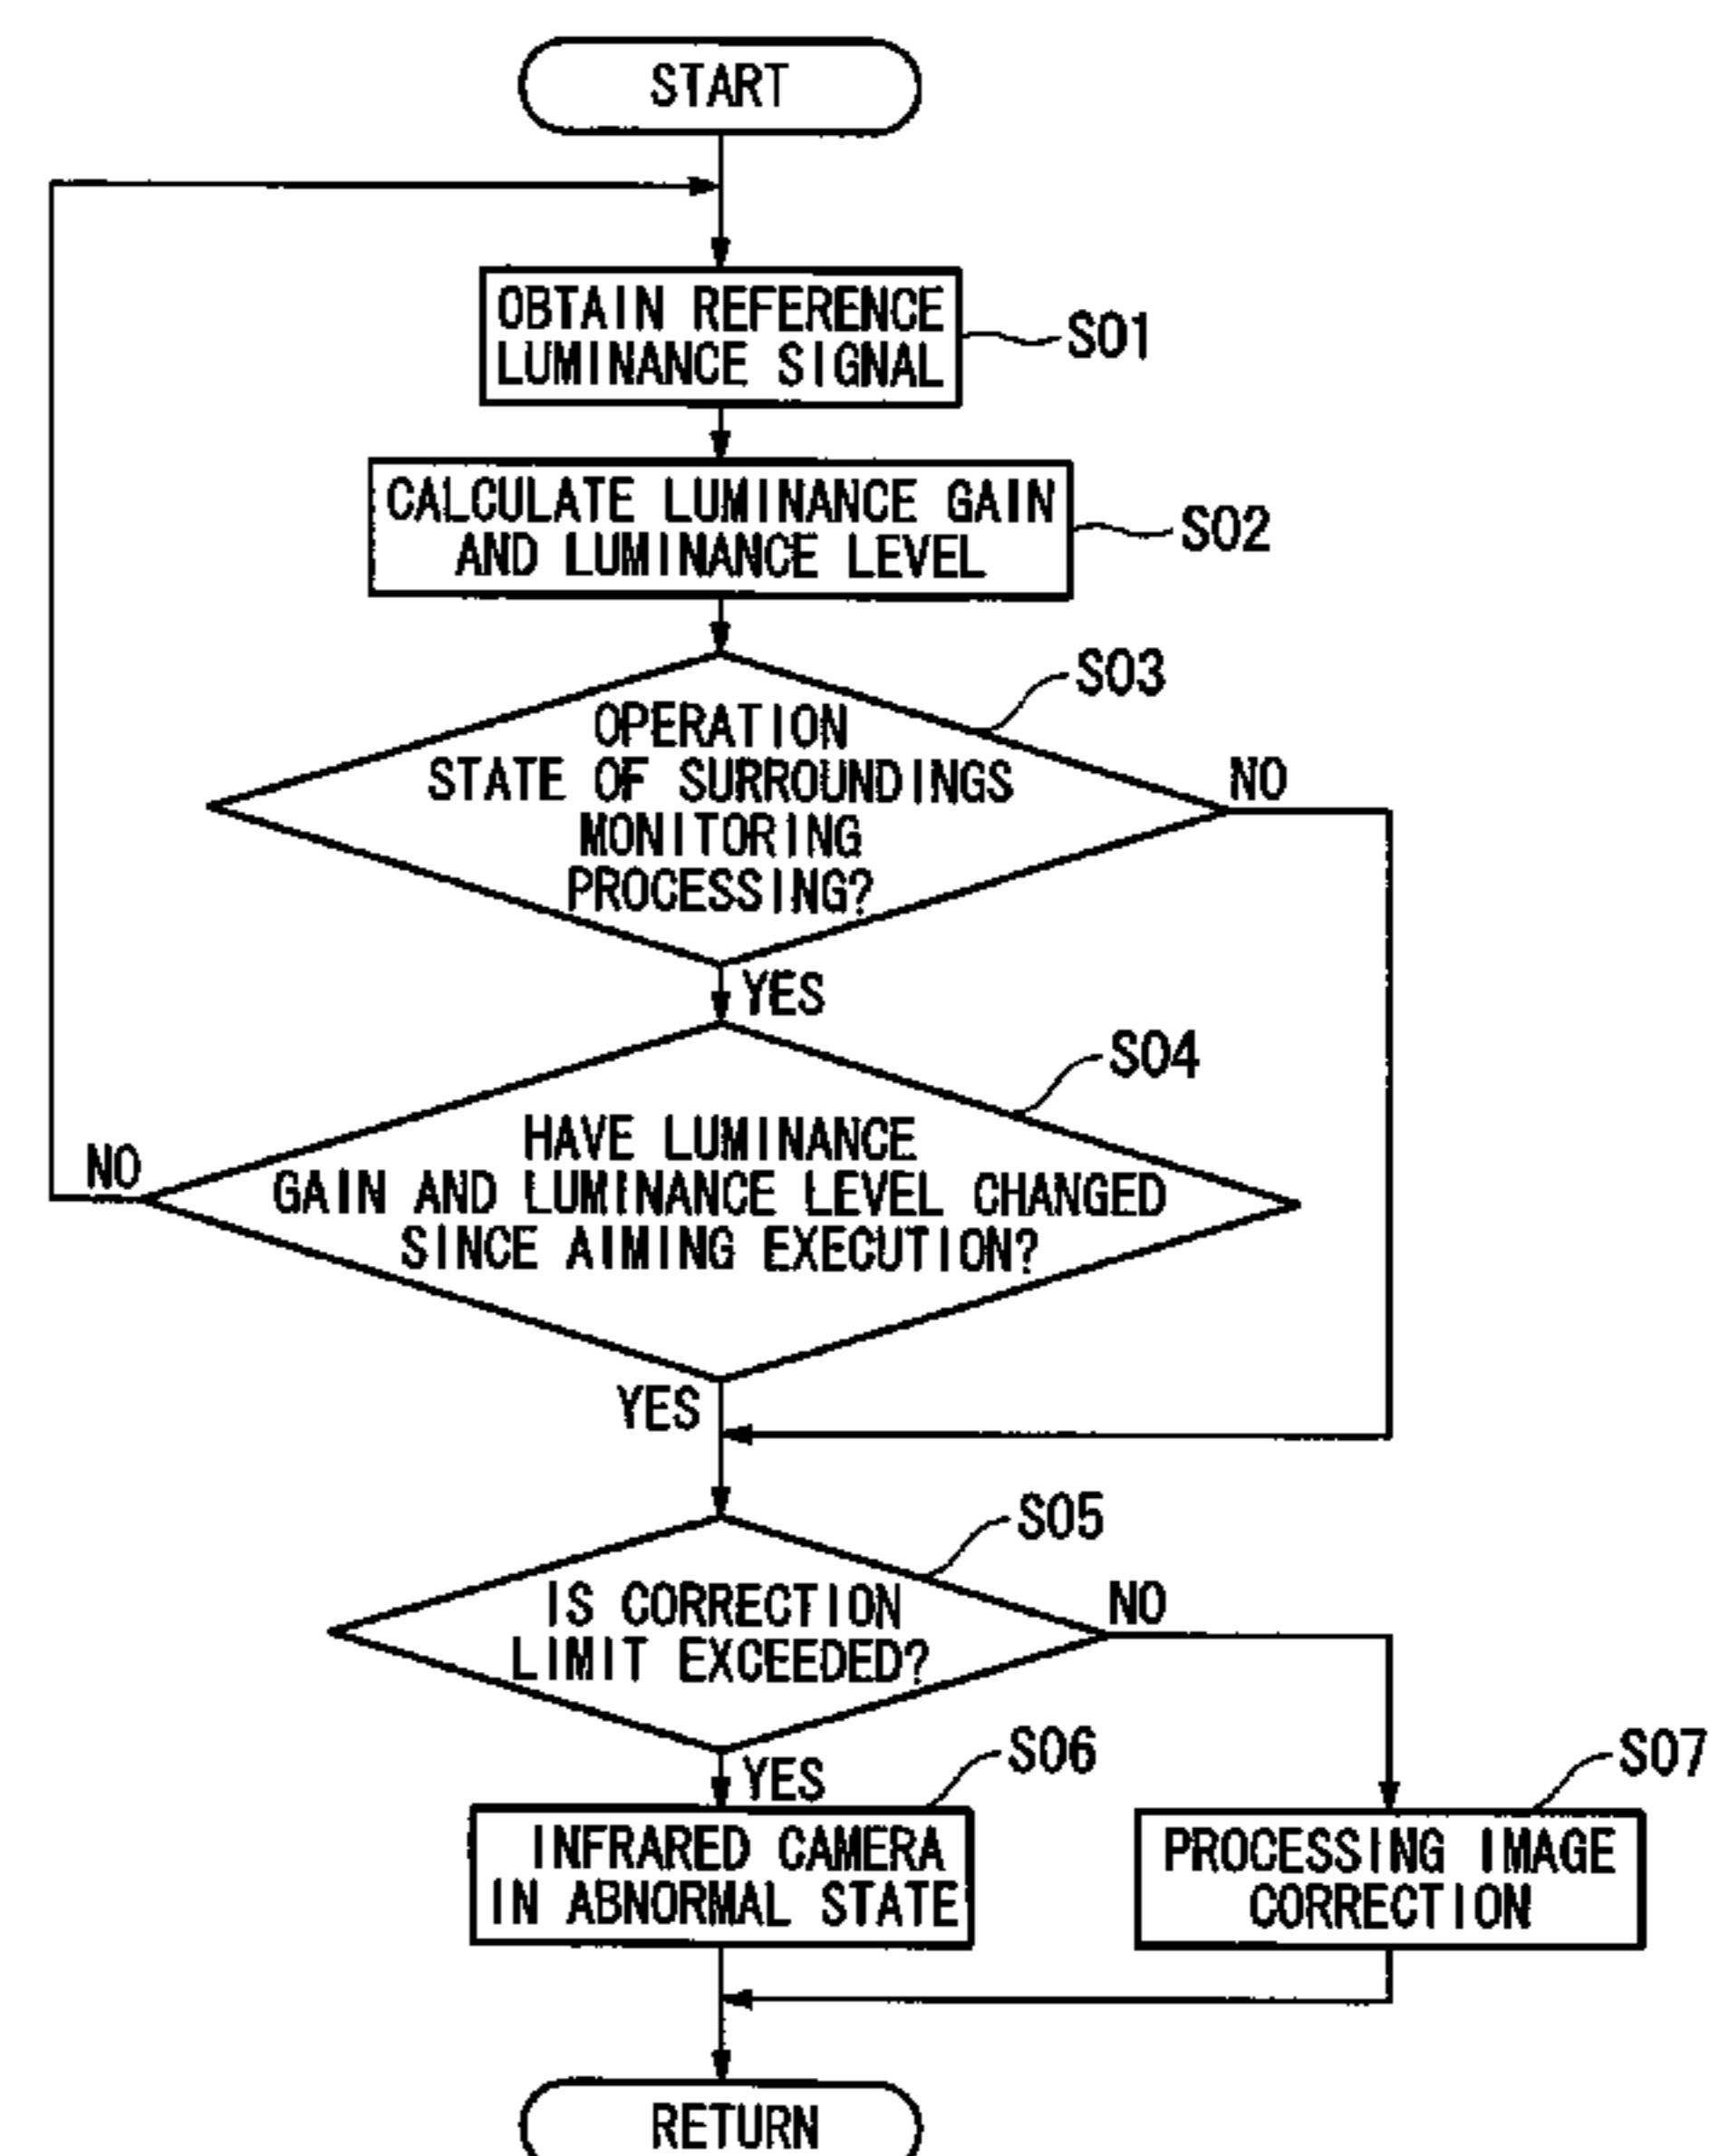 START
OBTAIN REFERENCE
LUMINANCE SIGNAL
S01
CALCULATE LUMINANCE GAIN
AND LUMINANCE LEVEL
S02
S03
OPERATION
STATE OF SURROUNDINGS
MONITORING
PROCESSING?
NO
YES
S04
HAVE LUMINANCE
GAIN AND LUMINANCE LEVEL CHANGED
SINCE AIMING EXECUTION?
NO
YES
S05
IS CORRECTION
LIMIT EXCEEDED?
NO
YES
S06
INFRARED CAMERA
IN ABNORMAL STATE
S07
PROCESSING IMAGE
CORRECTION
RETURN